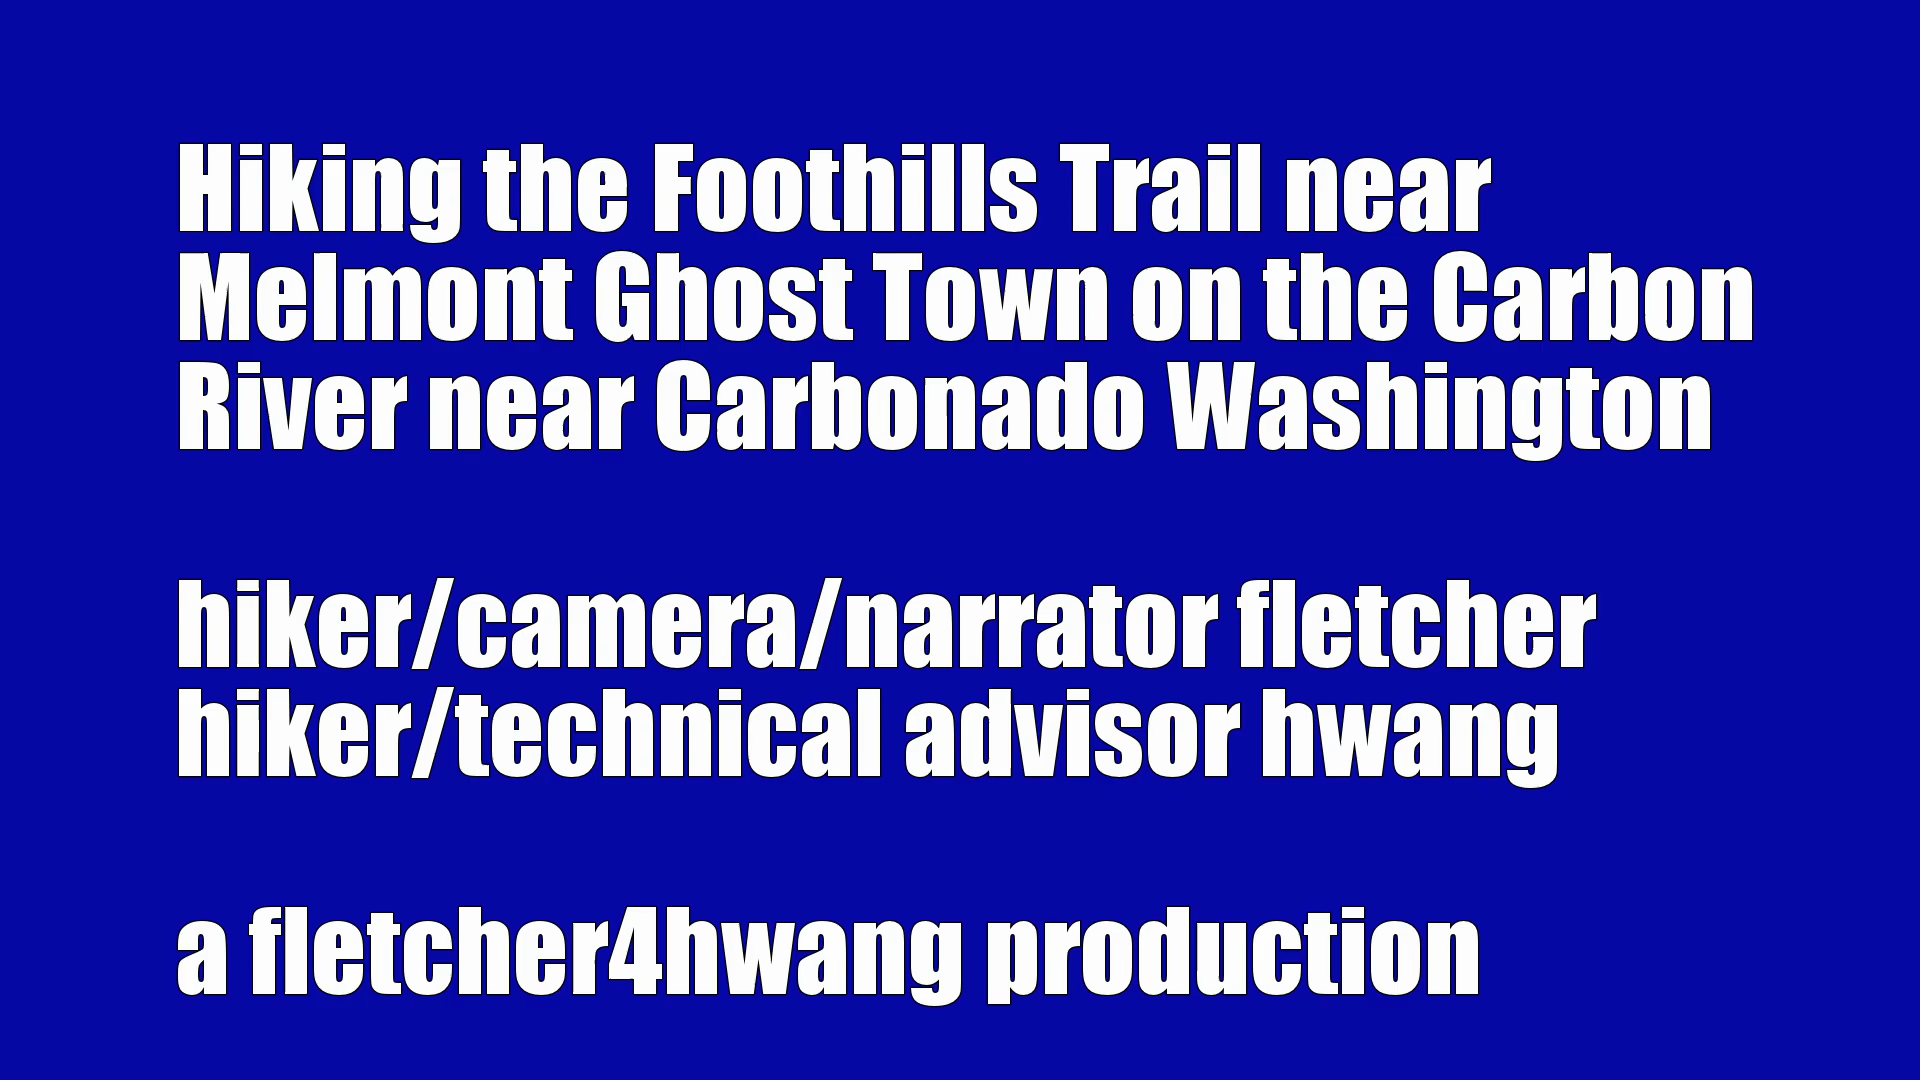 Hiking the Foothills Trail near
Melmont Ghost Town on the Carbon
River near Carbonado Washington
hiker/camera/narrator fletcher
hiker/technical advisor hwang
a fletcher4hwang production